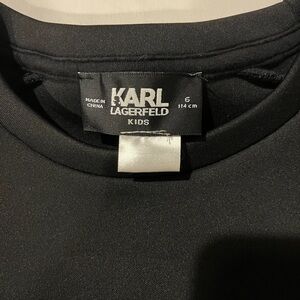 MADE IN
CHINA
KARL
LAGERFELD
KIDS
6
114 cm